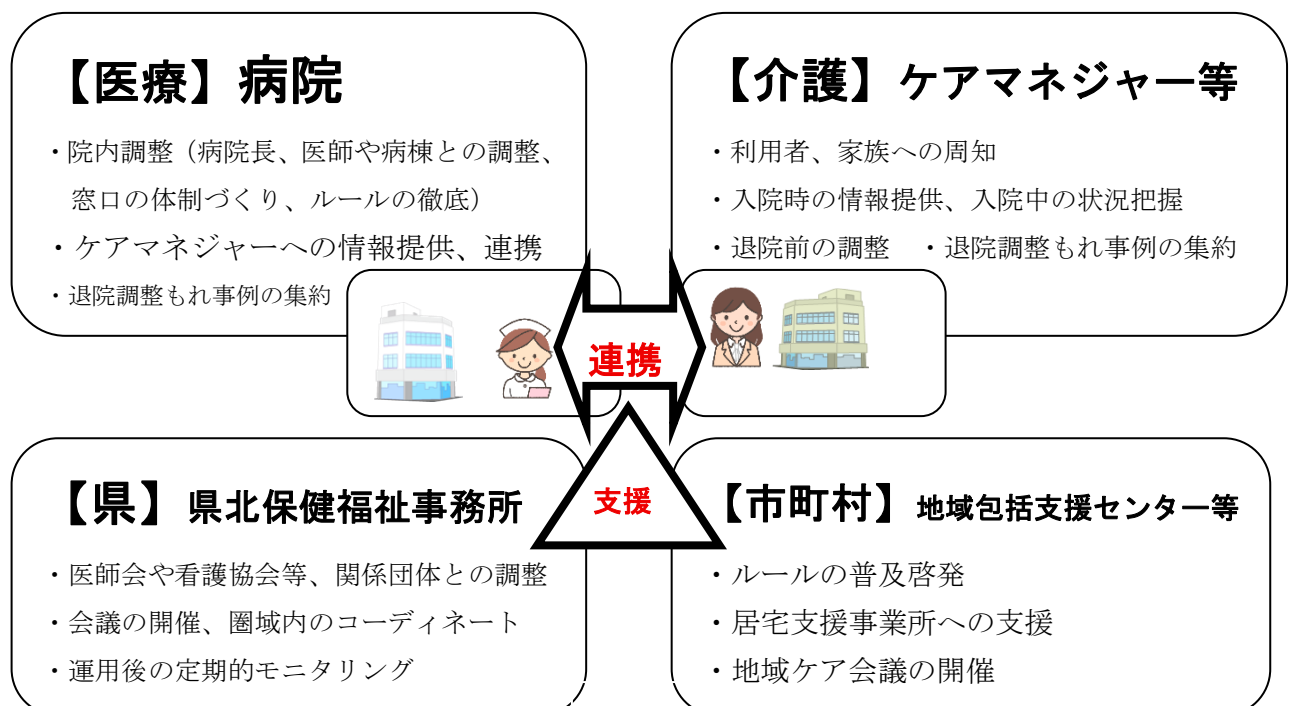 【医療】病院
・院内調整（病院長、医師や病棟との調整、
窓口の体制づくり、ルールの徹底）
・ケアマネジャーへの情報提供、連携
・退院調整もれ事例の集約
【介護】ケアマネジャー等
・利用者、家族への周知
・入院時の情報提供、入院中の状況把握
・退院前の調整　・退院調整もれ事例の集約
連携
支援
【県】県北保健福祉事務所
・医師会や看護協会等、関係団体との調整
・会議の開催、圏域内のコーディネート
・運用後の定期的モニタリング
【市町村】地域包括支援センター等
・ルールの普及啓発
・居宅支援事業所への支援
・地域ケア会議の開催